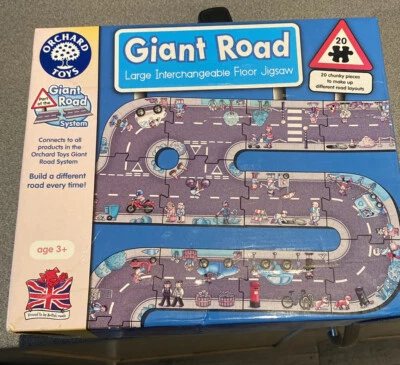 ORCHARD
TOYS
Giant Road
Large Interchangeable Floor Jigsaw
20
20 chunky pieces
to make up
different road layouts
Giant
Road
System
Connects to all
products in the
Orchard Toys Giant
Road System
Build a different
road every time!
age 3+